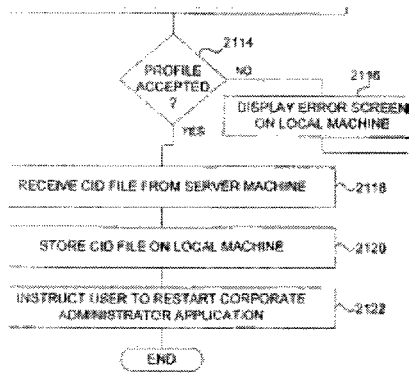 2114
PROFILE
ACCEPTED
?
NO
2116
DISPLAY ERROR SCREEN
ON LOCAL MACHINE
YES
RECEIVE CID FILE FROM SERVER MACHINE
2118
STORE CID FILE ON LOCAL MACHINE
2120
INSTRUCT USER TO RESTART CORPORATE
ADMINISTRATOR APPLICATION
2122
END